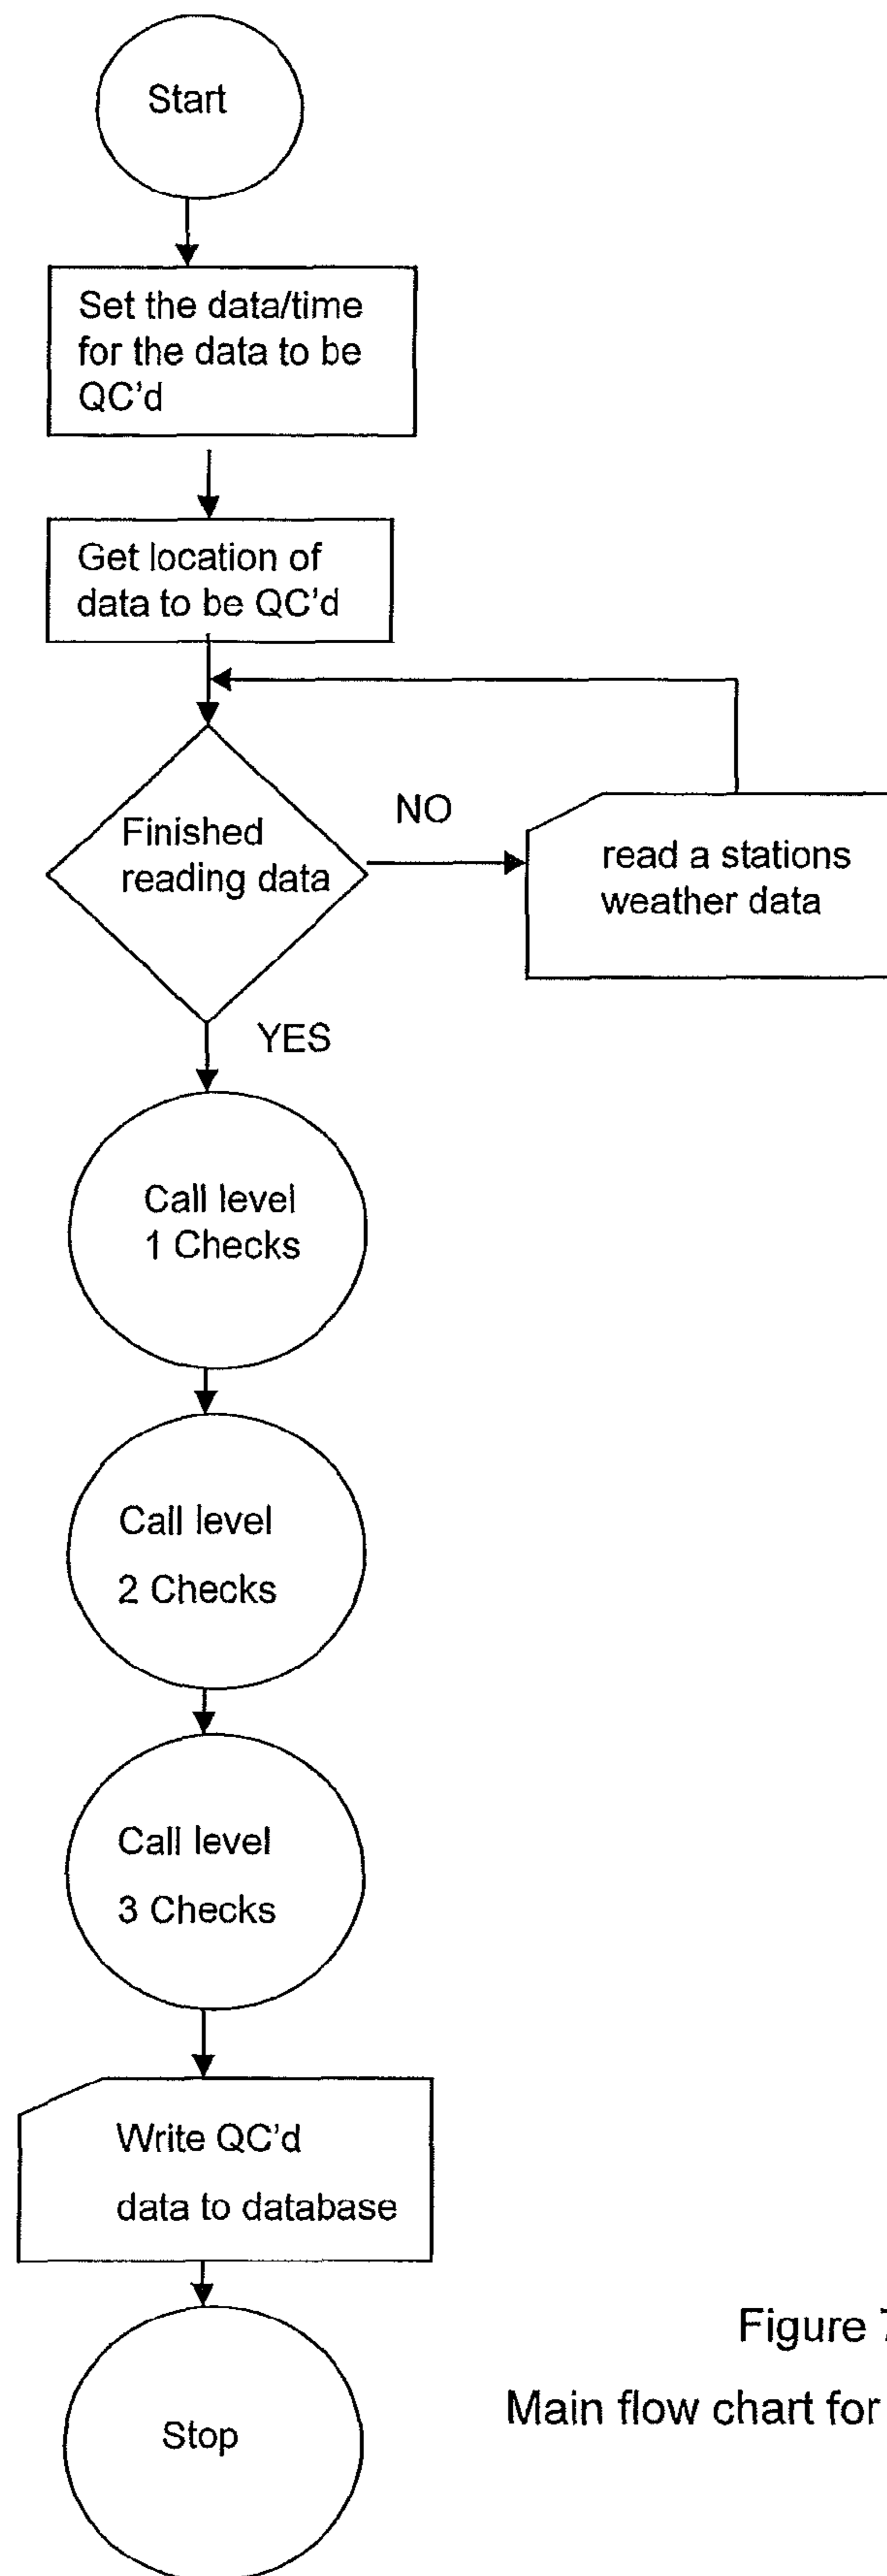 Start
Set the data/time
for the data to be
QC'd
Get location of
data to be QC'd
Finished
reading data
NO
read a stations
weather data
YES
Call level
1 Checks
Call level
2 Checks
Call level
3 Checks
Write QC'd
data to database
Stop
Figure
Main flow chart for